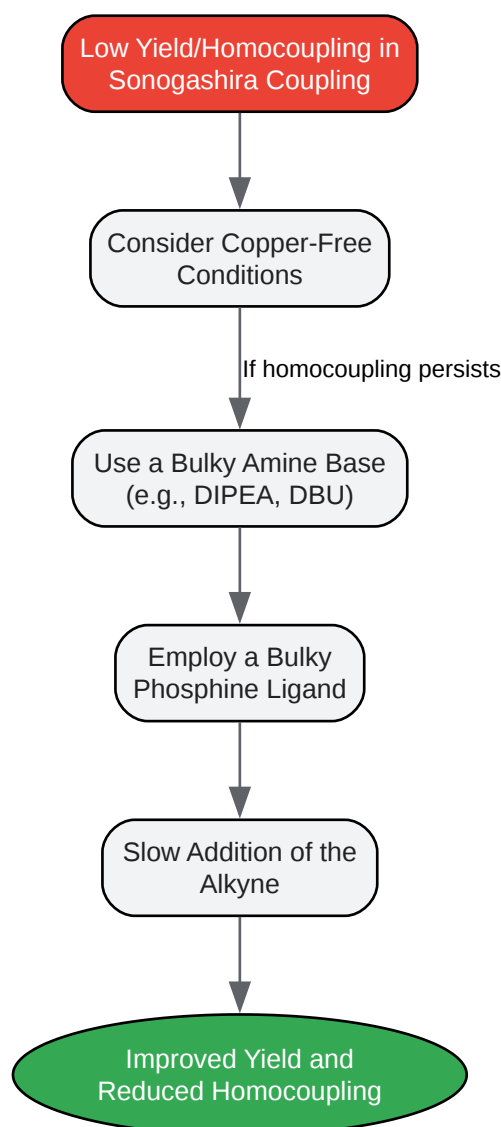 Low Yield/Homocoupling in
Sonogashira Coupling
Consider Copper-Free
Conditions
If homocoupling persists
Use a Bulky Amine Base
(e.g., DIPEA, DBU)
Employ a Bulky
Phosphine Ligand
Slow Addition of the
Alkyne
Improved Yield and
Reduced Homocoupling